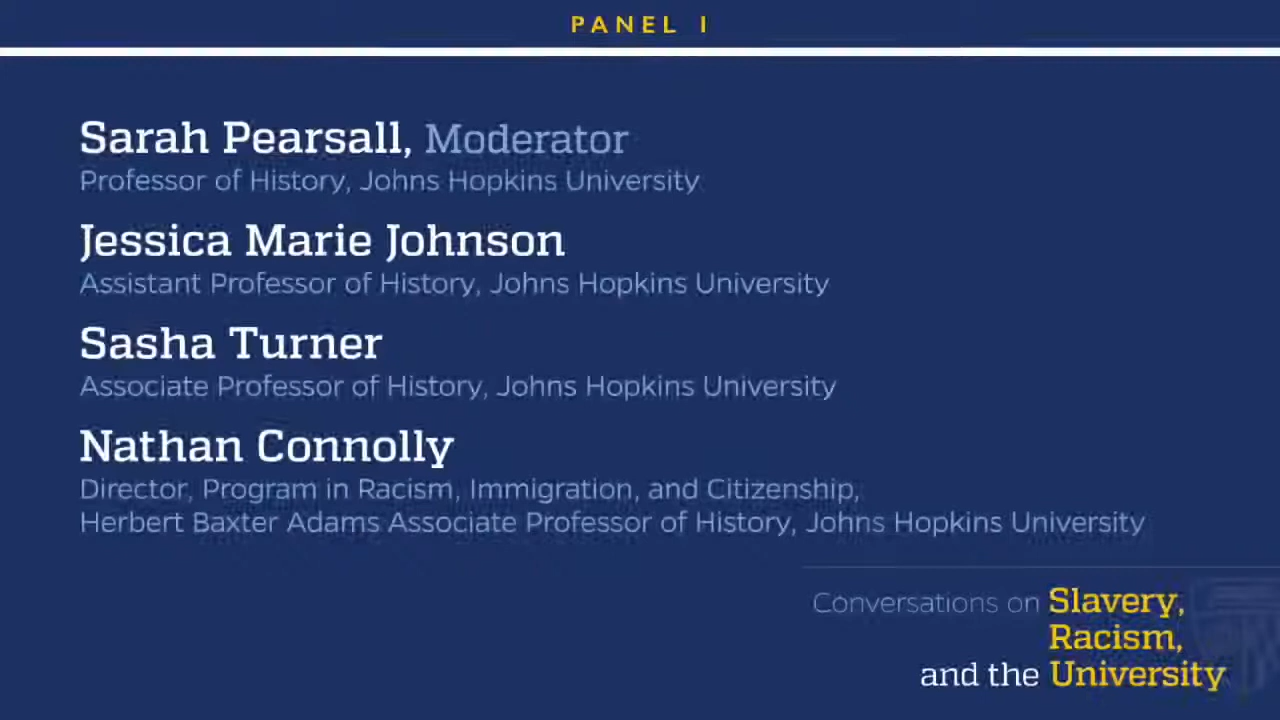 PANEL I
Sarah Pearsall, Moderator
Professor of History, Johns Hopkins University
Jessica Marie Johnson
Assistant Professor of History, Johns Hopkins University
Sasha Turner
Associate Professor of History, Johns Hopkins University
Nathan Connolly
Director, Program in Racism, Immigration, and Citizenship,
Herbert Baxter Adams Associate Professor of History, Johns Hopkins University
Conversations on Slavery,
Racism,
and the University